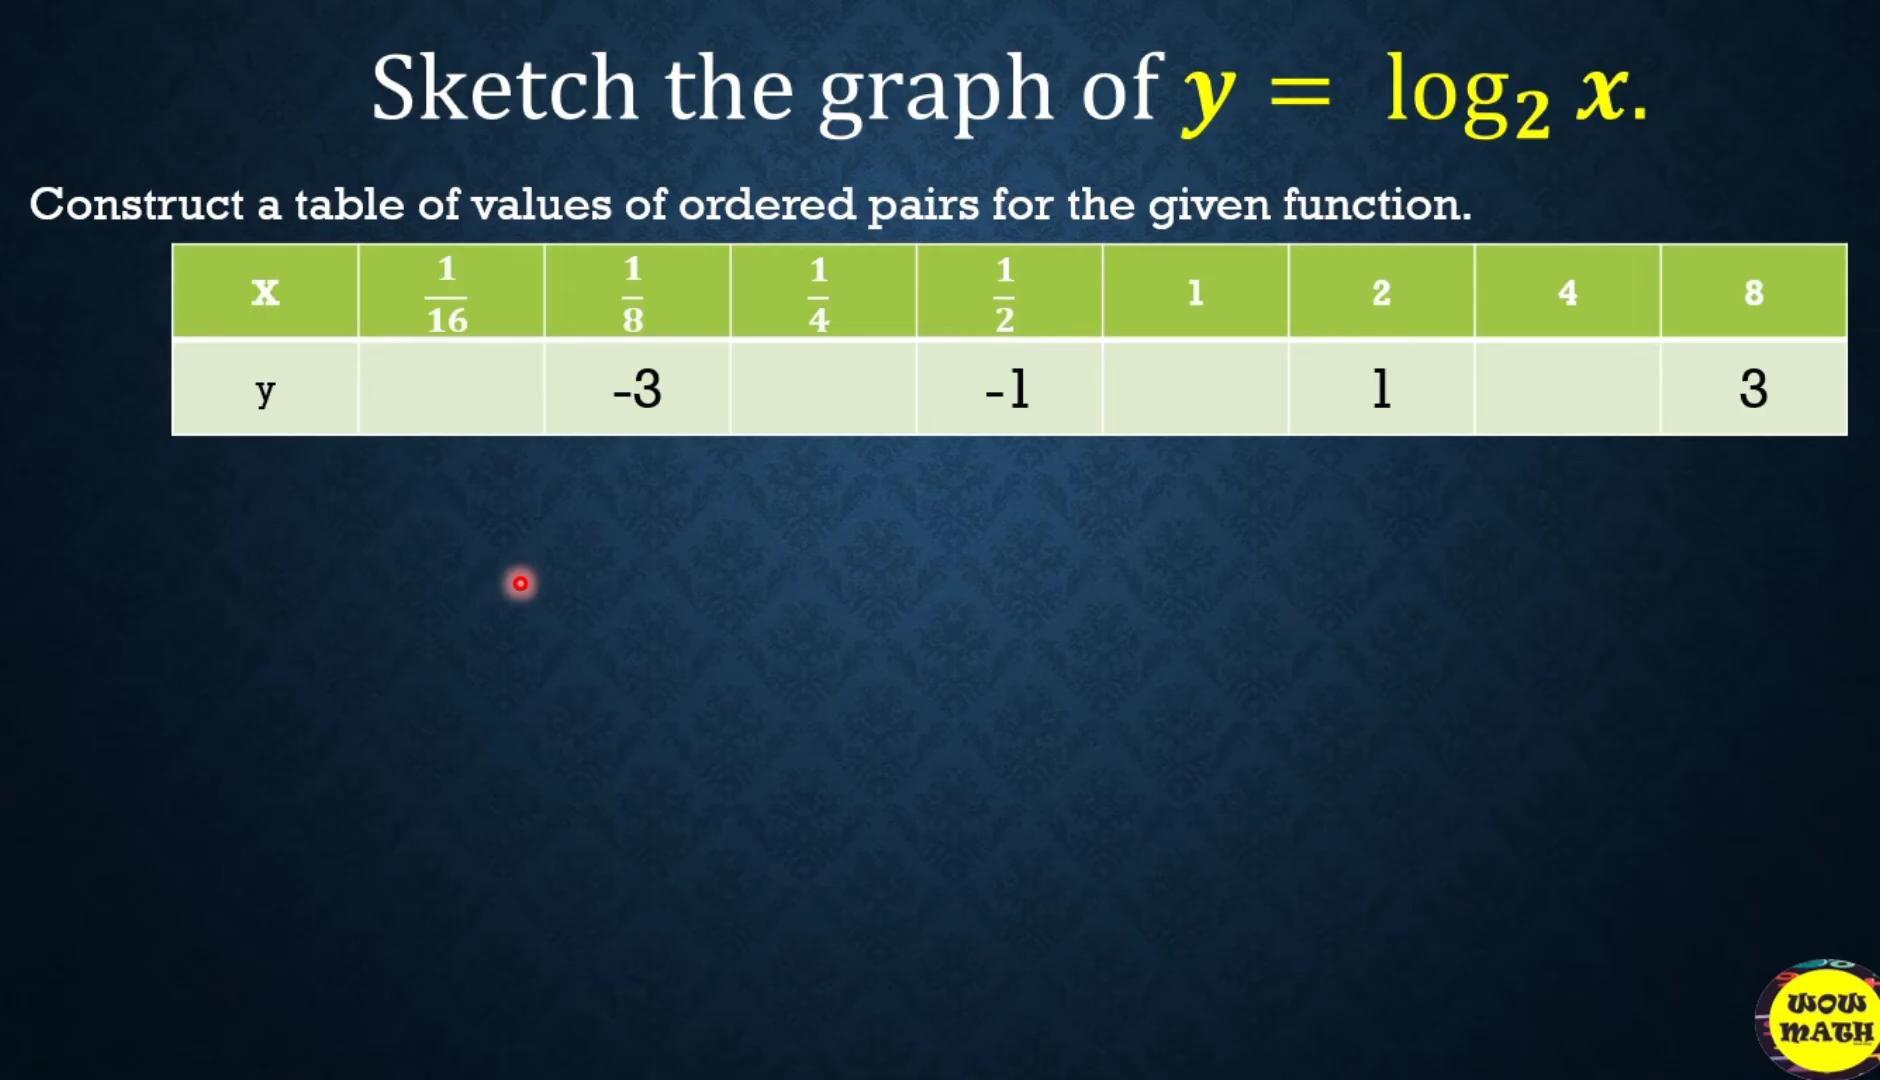 Sketch the graph of y = log₂ x.
Construct a table of values of ordered pairs for the given function.
X 1/16 1/8 1/4 1/2 1 2 4 8
y -3 -1 1 3
WOW
MATH